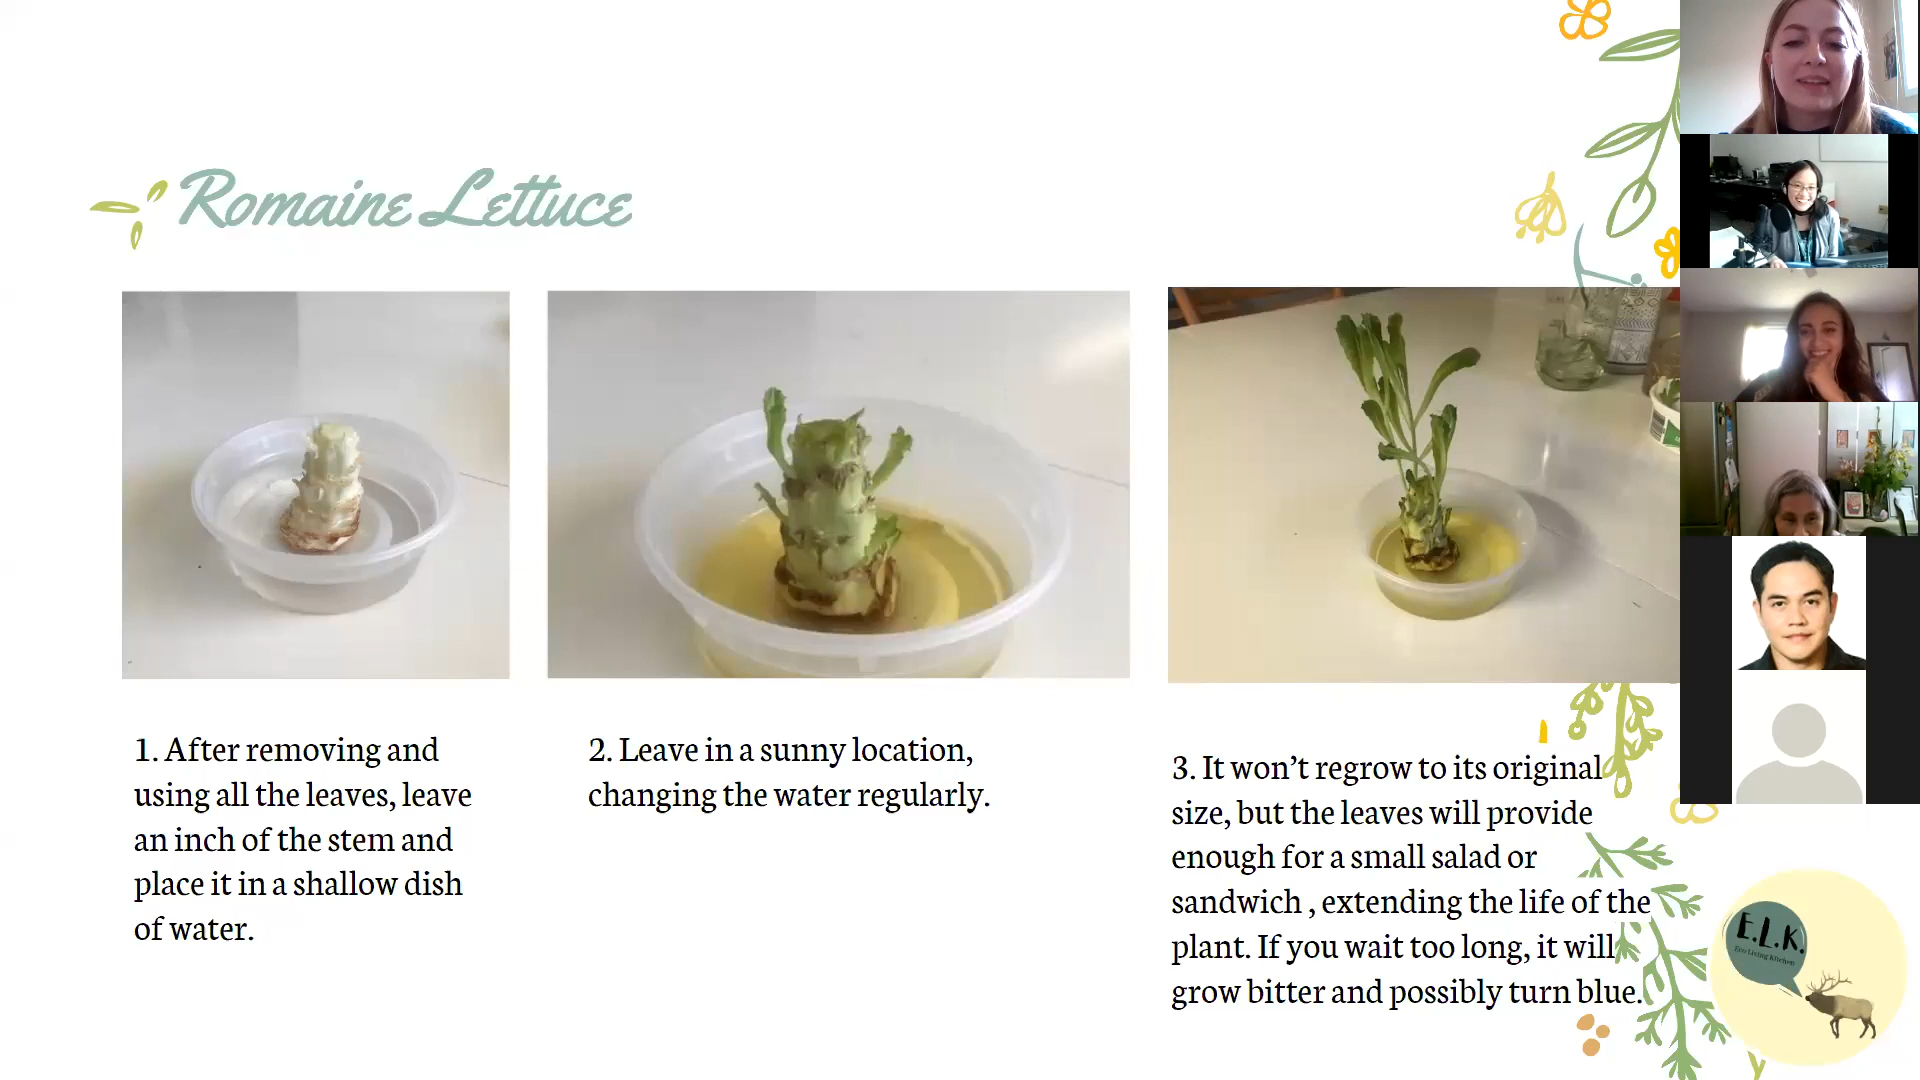 Romaine Lettuce
1. After removing and
using all the leaves, leave
an inch of the stem and
place it in a shallow dish
of water.
2. Leave in a sunny location,
changing the water regularly.
3. It won’t regrow to its original
size, but the leaves will provide
enough for a small salad or
sandwich , extending the life of the
plant. If you wait too long, it will
grow bitter and possibly turn blue.
E.L.K.
Eco Living Kitchen